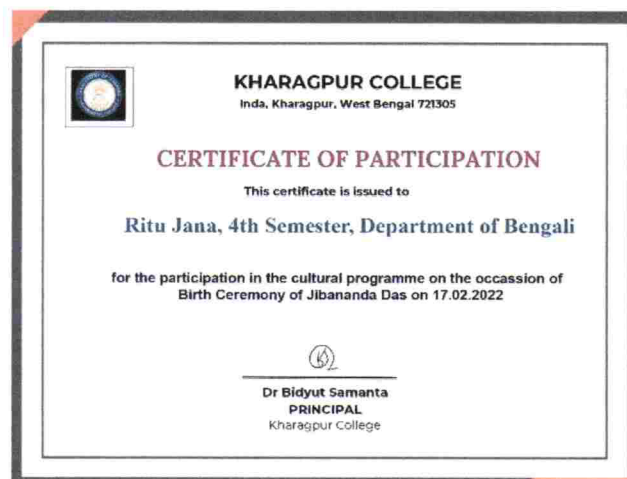 KHARAGPUR COLLEGE
Inda, Kharagpur, West Bengal 721305
CERTIFICATE OF PARTICIPATION
This certificate is issued to
Ritu Jana, 4th Semester, Department of Bengali
for the participation in the cultural programme on the occassion of
Birth Ceremony of Jibananda Das on 17.02.2022
Dr Bidyut Samanta
PRINCIPAL
Kharagpur College